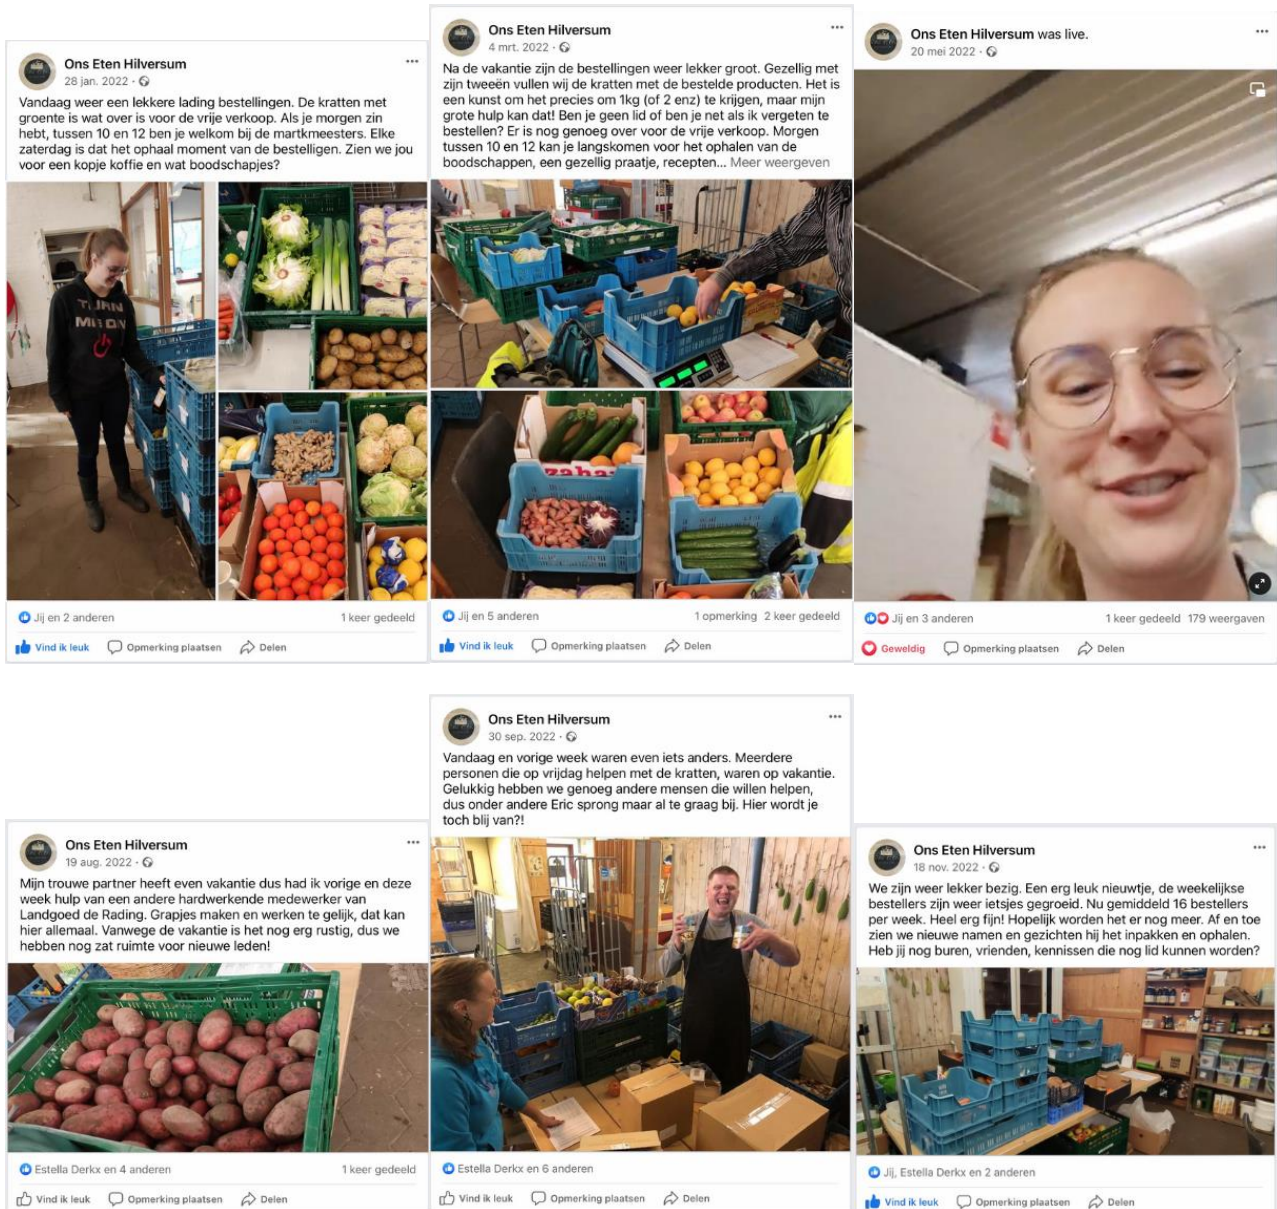 Ons Eten Hilversum
28 jan. 2022 ·
Vandaag weer een lekkere lading bestellingen. De kratten met
groente is wat over is voor de vrije verkoop. Als je morgen zin
hebt, tussen 10 en 12 ben je welkom bij de martkmeesters. Elke
zaterdag is dat het ophaal moment van de bestelligen. Zien we jou
voor een kopje koffie en wat boodschapjes?
TURN
ME ON
Jij en 2 anderen
1 keer gedeeld
Vind ik leuk
Opmerking plaatsen
Delen
Ons Eten Hilversum
4 mrt. 2022 ·
Na de vakantie zijn de bestellingen weer lekker groot. Gezellig met
zijn tweeën vullen wij de kratten met de bestelde producten. Het is
een kunst om het precies om 1kg (of 2 enz) te krijgen, maar mijn
grote hulp kan dat! Ben je geen lid of ben je net als ik vergeten te
bestellen? Er is nog genoeg over voor de vrije verkoop. Morgen
tussen 10 en 12 kan je langskomen voor het ophalen van de
boodschappen, een gezellig praatje, recepten... Meer weergeven
Jij en 5 anderen
1 opmerking 2 keer gedeeld
Vind ik leuk
Opmerking plaatsen
Delen
Ons Eten Hilversum was live.
20 mei 2022 ·
Jij en 3 anderen
1 keer gedeeld 179 weergaven
Geweldig
Opmerking plaatsen
Delen
Ons Eten Hilversum
19 aug. 2022 ·
Mijn trouwe partner heeft even vakantie dus had ik vorige en deze
week hulp van een andere hardwerkende medewerker van
Landgoed de Rading. Grapjes maken en werken te gelijk, dat kan
hier allemaal. Vanwege de vakantie is het nog erg rustig, dus we
hebben nog zat ruimte voor nieuwe leden!
Estella Derkx en 4 anderen
1 keer gedeeld
Vind ik leuk
Opmerking plaatsen
Delen
Ons Eten Hilversum
30 sep. 2022 ·
Vandaag en vorige week waren even iets anders. Meerdere
personen die op vrijdag helpen met de kratten, waren op vakantie.
Gelukkig hebben we genoeg andere mensen die willen helpen,
dus onder andere Eric sprong maar al te graag bij. Hier wordt je
toch blij van?!
Estella Derkx en 6 anderen
Vind ik leuk
Opmerking plaatsen
Delen
Ons Eten Hilversum
18 nov. 2022 ·
We zijn weer lekker bezig. Een erg leuk nieuwtje, de weekelijkse
bestellers zijn weer ietsjes gegroeid. Nu gemiddeld 16 bestellers
per week. Heel erg fijn! Hopelijk worden het er nog meer. Af en toe
zien we nieuwe namen en gezichten hij het inpakken en ophalen.
Heb jij nog buren, vrienden, kennissen die nog lid kunnen worden?
Jij, Estella Derkx en 2 anderen
Vind ik leuk
Opmerking plaatsen
Delen